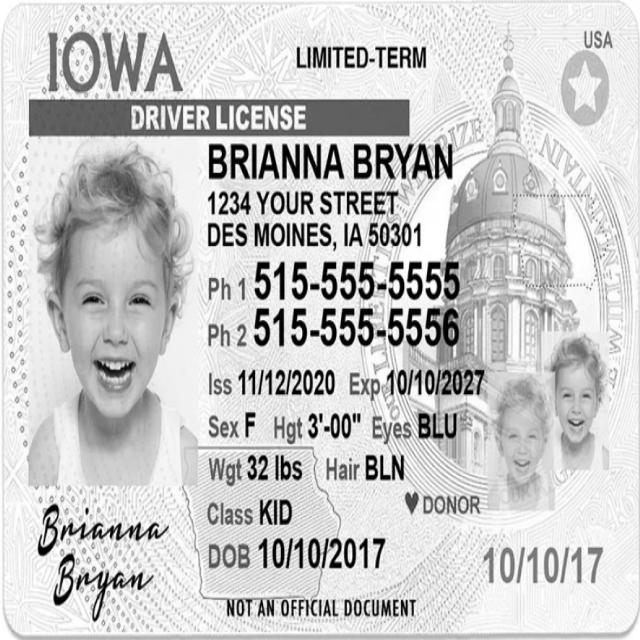 IOWA
LIMITED-TERM
USA
DRIVER LICENSE
BRIANNA BRYAN
1234 YOUR STREET
DES MOINES, IA 50301
Ph 1 515-555-5555
Ph 2 515-555-5556
Iss 11/12/2020 Exp 10/10/2027
Sex F Hgt 3'-00" Eyes BLU
Wgt 32 lbs Hair BLN
Class KID
♥ DONOR
DOB 10/10/2017
10/10/17
Brianna
Bryan
NOT AN OFFICIAL DOCUMENT